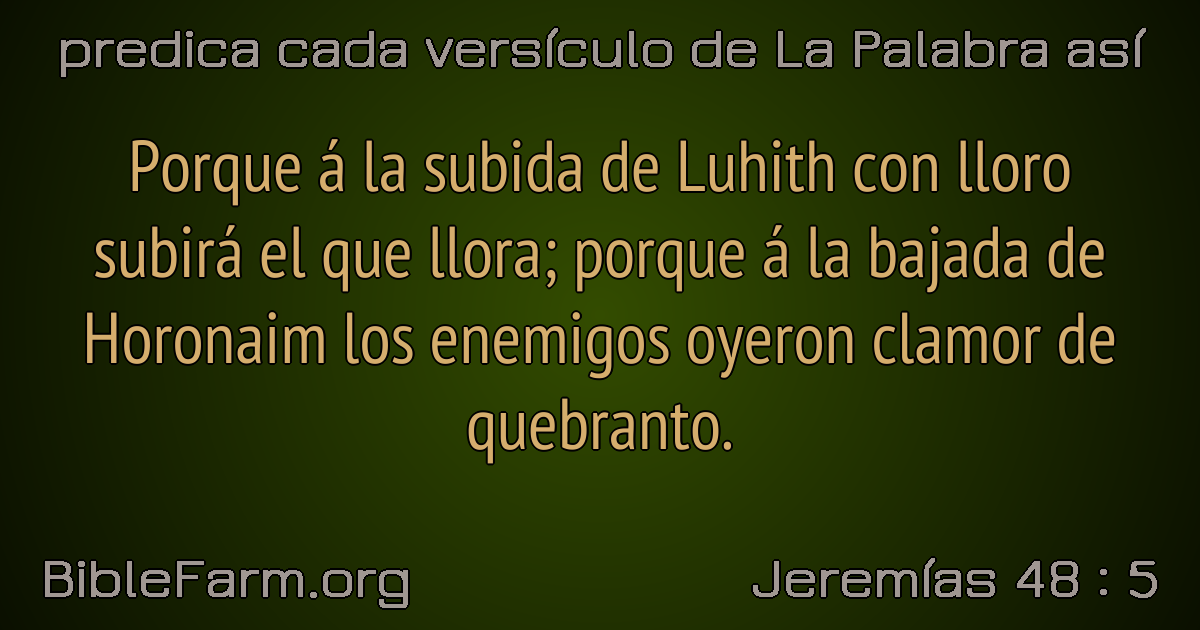 predica cada versículo de La Palabra así
Porque á la subida de Luhith con lloro
subirá el que llora; porque á la bajada de
Horonaim los enemigos oyeron clamor de
quebranto.
BibleFarm.org
Jeremías 48 : 5